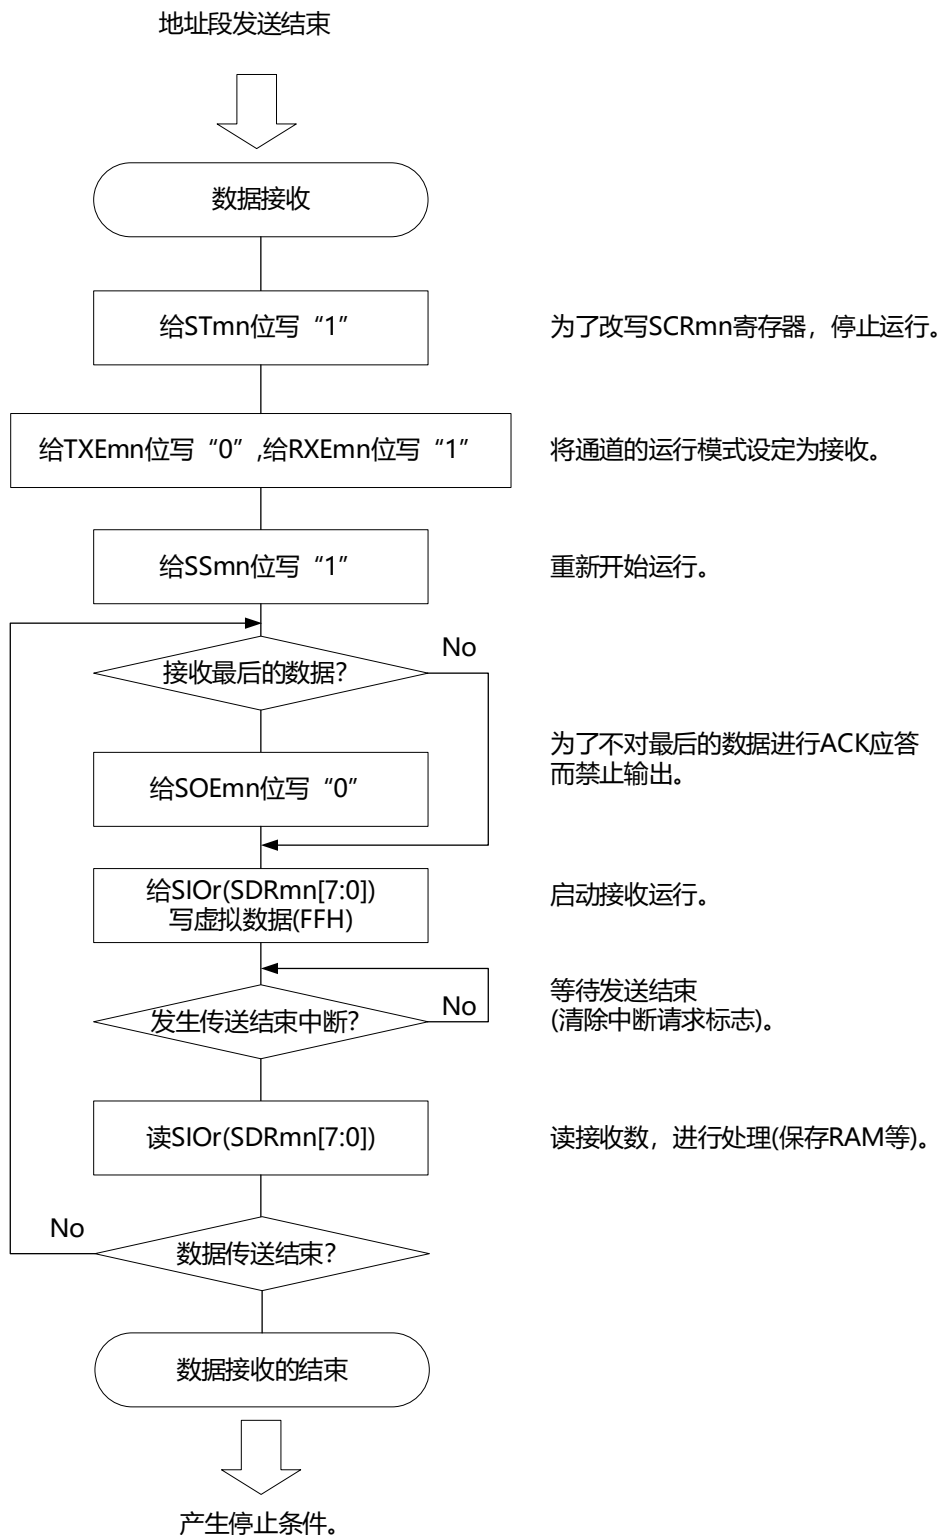 地址段发送结束
数据接收
给STmn位写“1”
为了改写SCRmn寄存器，停止运行。
给TXEmn位写“0”,给RXEmn位写“1”
将通道的运行模式设定为接收。
给SSmn位写“1”
重新开始运行。
No
接收最后的数据？
为了不对最后的数据进行ACK应答
而禁止输出。
给SOEmn位写“0”
给SIOr(SDRmn[7:0])
写虚拟数据(FFH)
启动接收运行。
发生传送结束中断？
No
等待发送结束
(清除中断请求标志)。
读SIOr(SDRmn[7:0])
读接收数，进行处理(保存RAM等)。
No
数据传送结束？
数据接收的结束
产生停止条件。